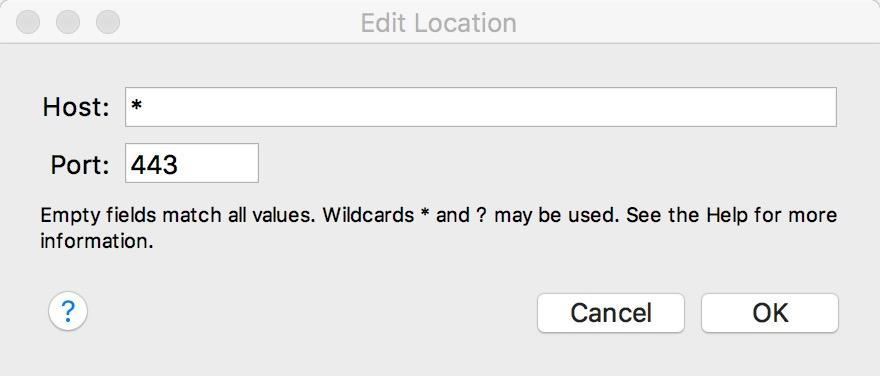 Edit Location
Host: *
Port: 443
Empty fields match all values. Wildcards * and ? may be used. See the Help for more
information.
? Cancel OK